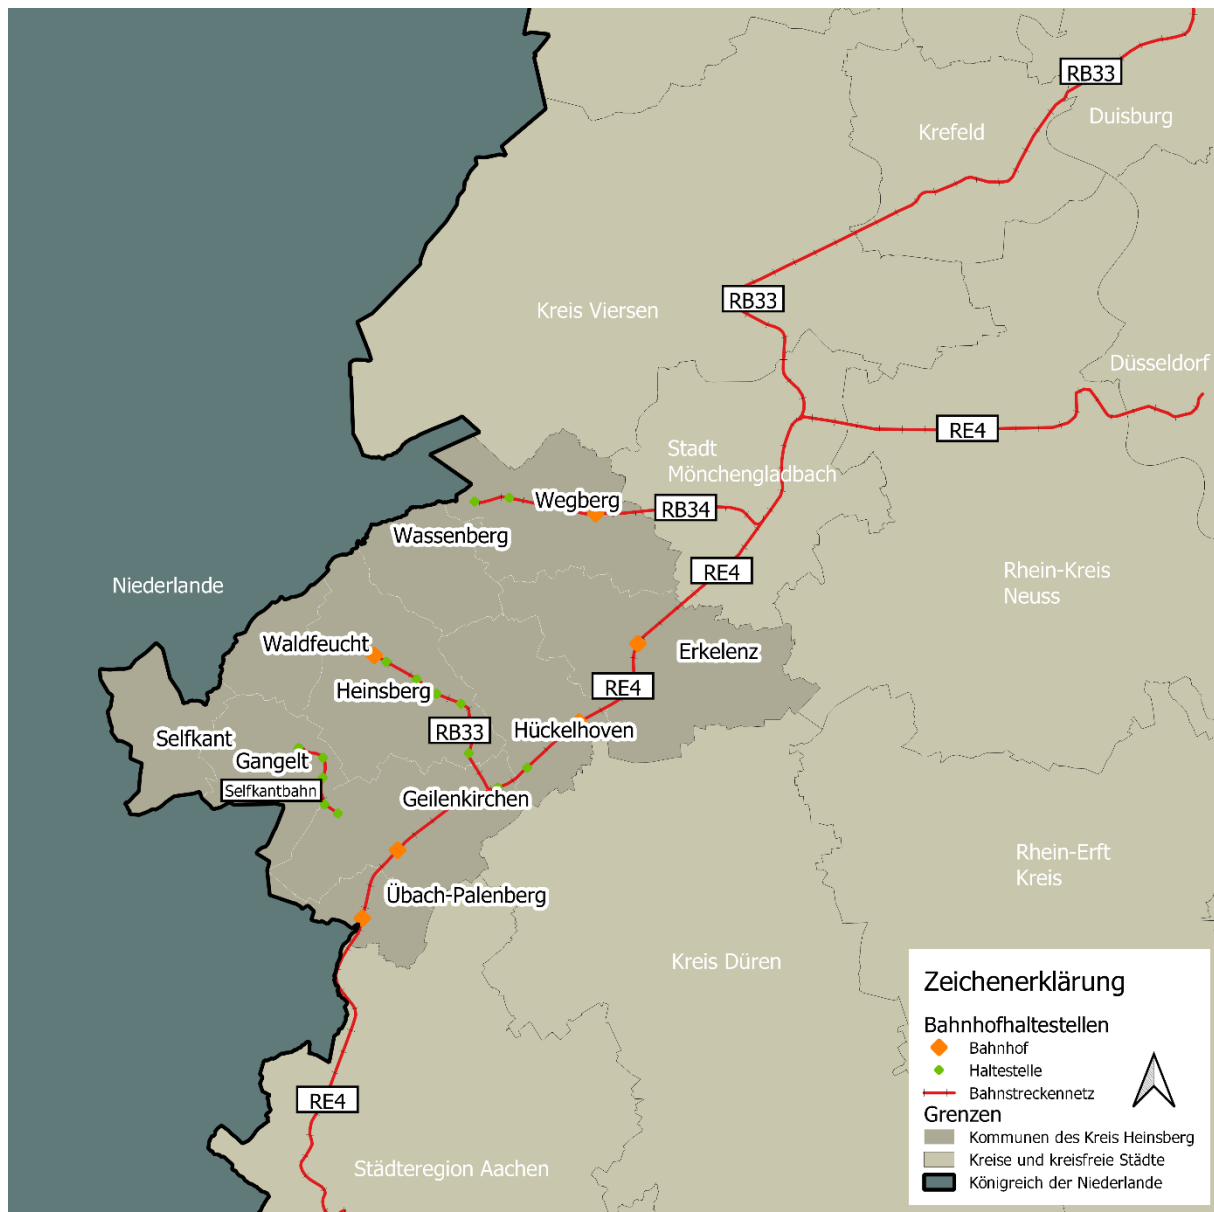 RB33
Duisburg
Krefeld
RB33
Kreis Viersen
Düsseldorf
RE4
Stadt
Mönchengladbach
Wegberg
RB34
Wassenberg
RE4
Rhein-Kreis
Neuss
Niederlande
Waldfeucht
Erkelenz
Heinsberg
RE4
RB33
Hückelhoven
Selfkant
Gangelt
Selfkantbahn
Geilenkirchen
Rhein-Erft
Kreis
Übach-Palenberg
Kreis Düren
RE4
Städteregion Aachen
Zeichenerklärung
Bahnhofhaltestellen
Bahnhof
Haltestelle
Bahnstreckennetz
Grenzen
Kommunen des Kreis Heinsberg
Kreise und kreisfreie Städte
Königreich der Niederlande